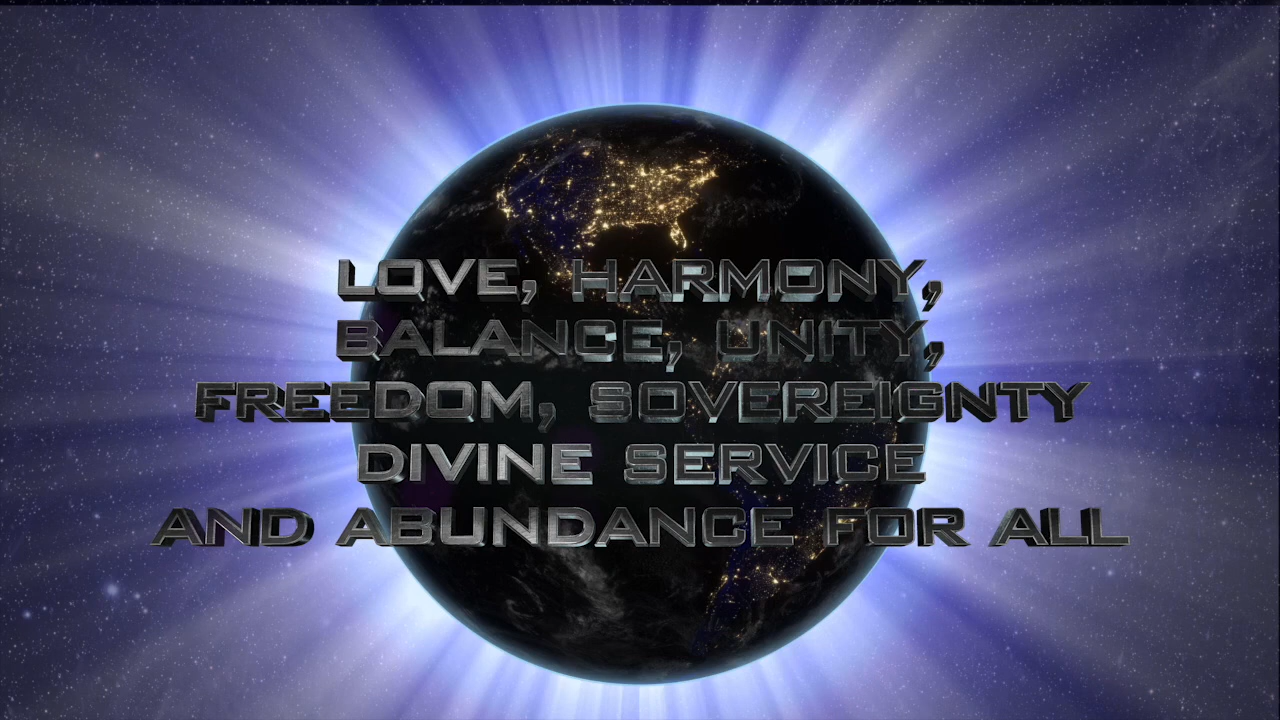 LOVE, HARMONY,
BALANCE, UNITY,
FREEDOM, SOVEREIGNTY
DIVINE SERVICE
AND ABUNDANCE FOR ALL